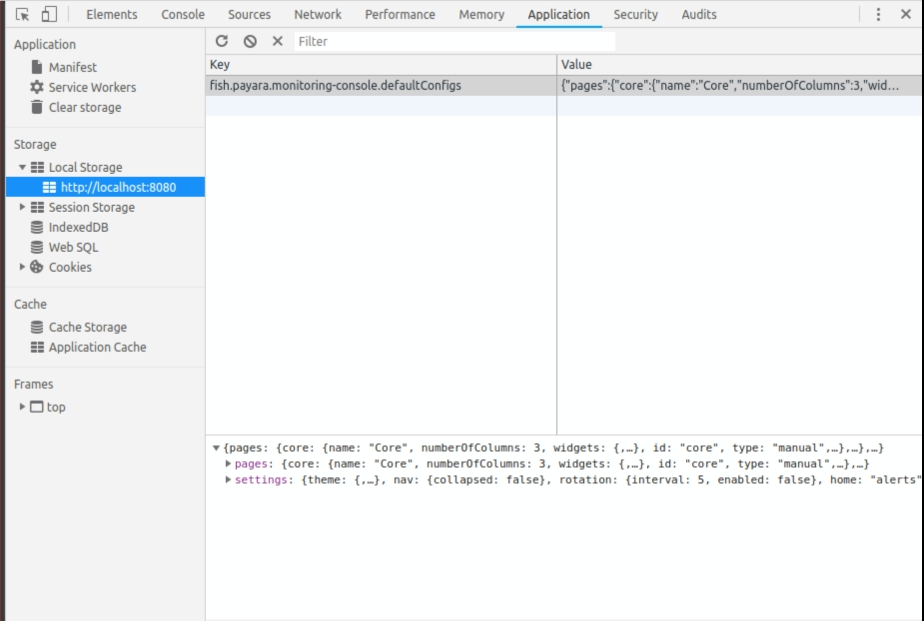 Elements Console Sources Network Performance Memory Application Security Audits
Application
Manifest
Service Workers
Clear storage
Storage
Local Storage
http://localhost:8080
Session Storage
IndexedDB
Web SQL
Cookies
Cache
Cache Storage
Application Cache
Frames
top
Filter
Key Value
fish.payara.monitoring-console.defaultConfigs {"pages":{"core":{"name":"Core","numberOfColumns":3,"wid…
{pages: {core: {name: "Core", numberOfColumns: 3, widgets: {,…}, id: "core", type: "manual",…},…},…}
pages: {core: {name: "Core", numberOfColumns: 3, widgets: {,…}, id: "core", type: "manual",…},…}
settings: {theme: {,…}, nav: {collapsed: false}, rotation: {interval: 5, enabled: false}, home: "alerts"